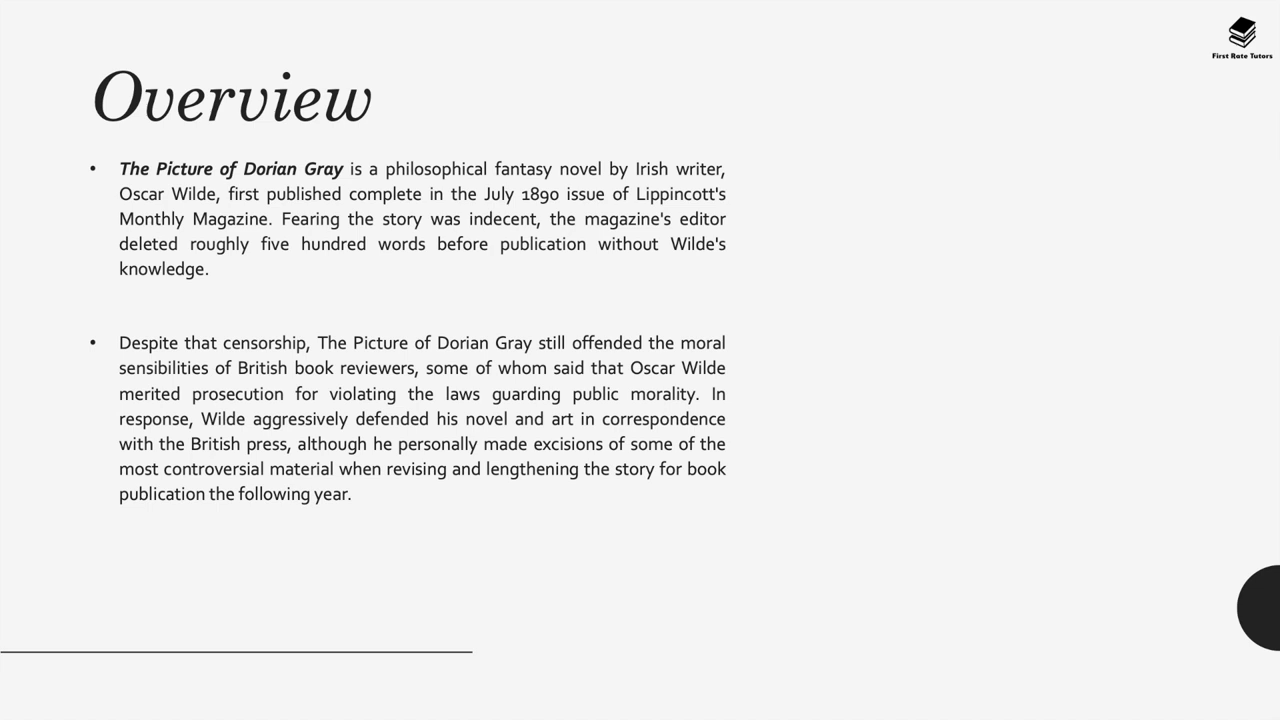 First Rate Tutors
Overview
• The Picture of Dorian Gray is a philosophical fantasy novel by Irish writer,
Oscar Wilde, first published complete in the July 1890 issue of Lippincott's
Monthly Magazine. Fearing the story was indecent, the magazine's editor
deleted roughly five hundred words before publication without Wilde's
knowledge.
• Despite that censorship, The Picture of Dorian Gray still offended the moral
sensibilities of British book reviewers, some of whom said that Oscar Wilde
merited prosecution for violating the laws guarding public morality. In
response, Wilde aggressively defended his novel and art in correspondence
with the British press, although he personally made excisions of some of the
most controversial material when revising and lengthening the story for book
publication the following year.